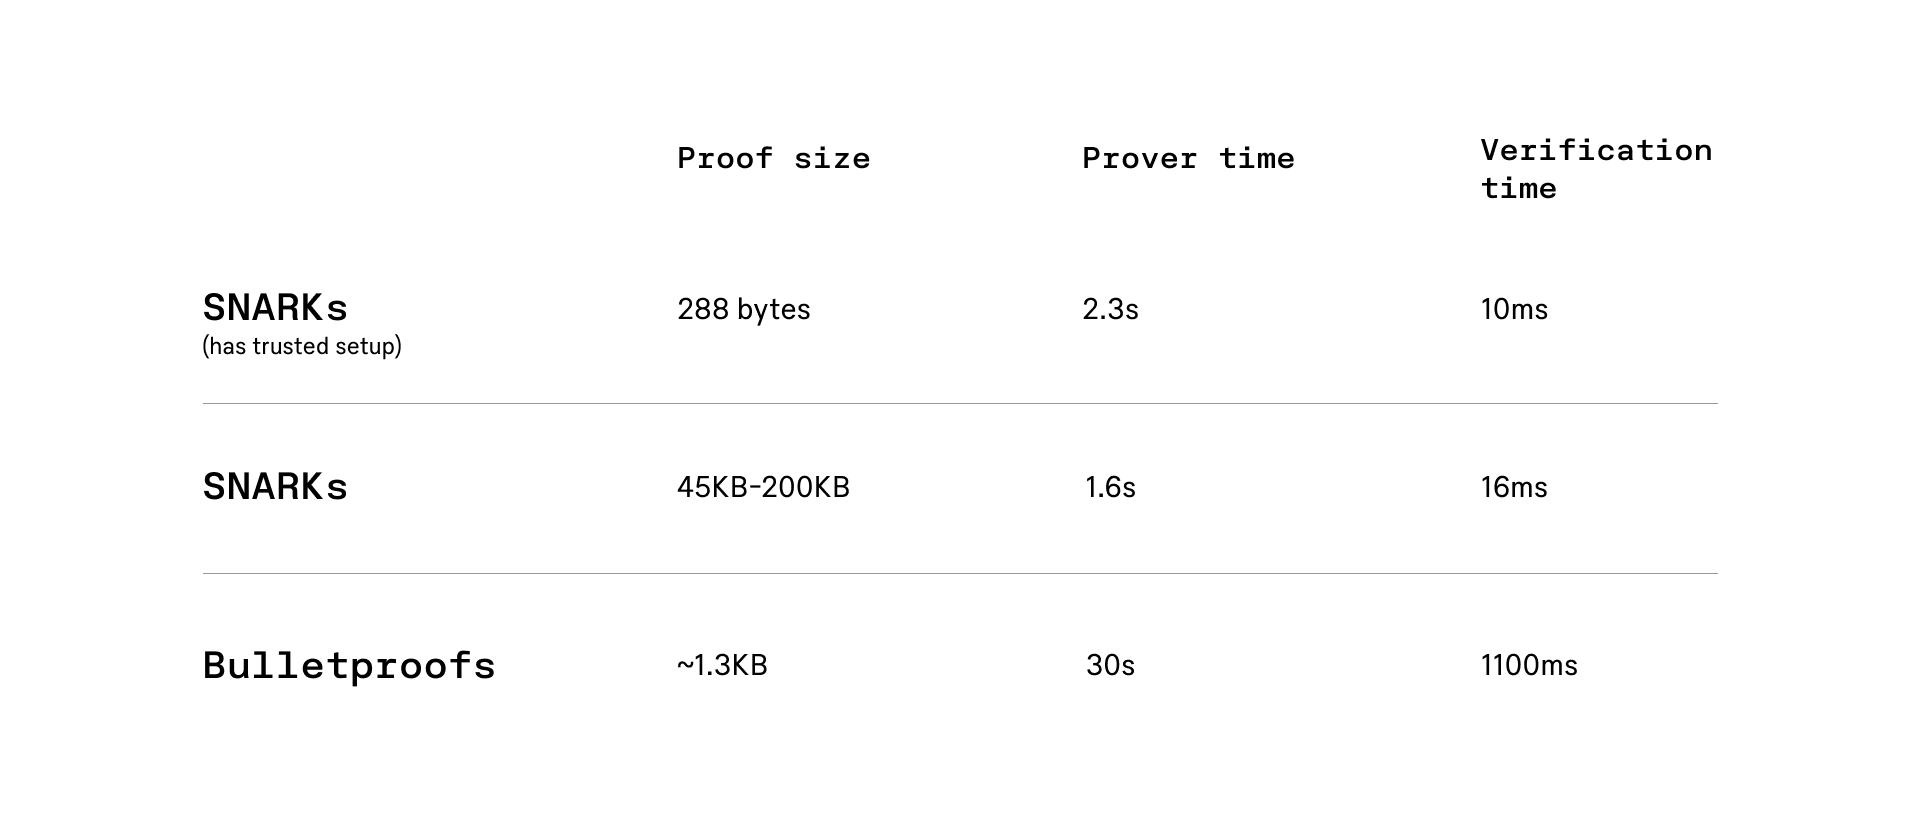 Proof size Prover time Verification
time
SNARKs 288 bytes 2.3s 10ms
(has trusted setup)
SNARKs 45KB-200KB 1.6s 16ms
Bulletproofs ~1.3KB 30s 1100ms